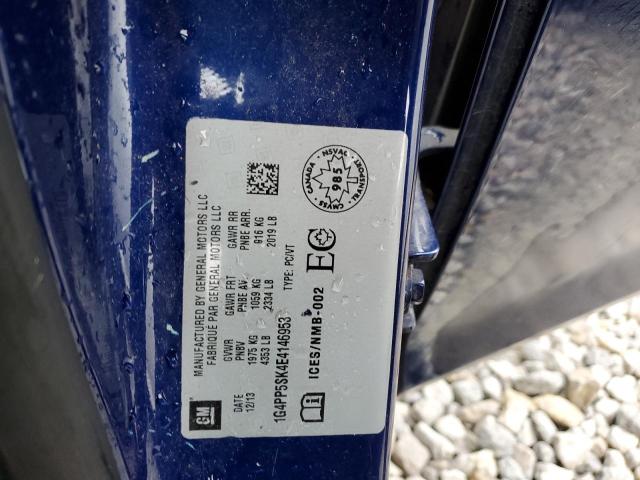 GM
MANUFACTURED BY GENERAL MOTORS LLC
FABRIQUÉ PAR GENERAL MOTORS LLC
DATE GVWR GAWR FRT GAWR RR
PNBV PNBE AV. PNBE ARR.
12/13 1975 KG 1059 KG 916 KG
4353 LB 2334 LB 2019 LB
1G4PP5SK4E4146953 TYPE: PC/VT
ICES/NMB-002
CANADA NSVAC TRANSPORT CMVSS
985